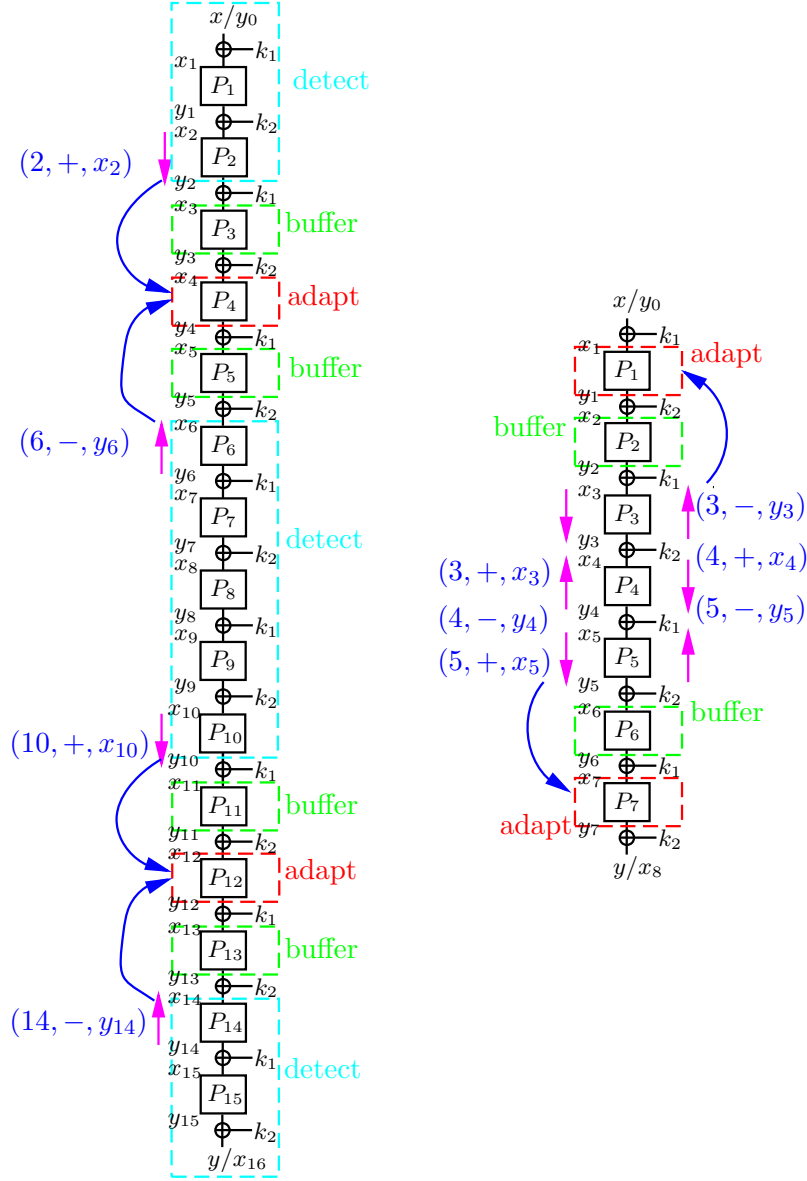 x/y_0
k_1
x_1
P_1
detect
y_1
k_2
x_2
P_2
(2, +, x_2)
y_2
k_1
x_3
P_3
buffer
y_3
k_2
x_4
P_4
adapt
y_4
k_1
x_5
P_5
buffer
y_5
k_2
x_6
P_6
(6, −, y_6)
y_6
k_1
x_7
P_7
detect
y_7
k_2
x_8
P_8
y_8
k_1
x_9
P_9
y_9
k_2
x_10
P_10
(10, +, x_10)
y_10
k_1
x_11
P_11
buffer
y_11
k_2
x_12
P_12
adapt
y_12
k_1
x_13
P_13
buffer
y_13
k_2
x_14
P_14
(14, −, y_14)
y_14
k_1
detect
x_15
P_15
y_15
k_2
y/x_16
x/y_0
k_1
x_1
P_1
adapt
y_1
k_2
buffer
x_2
P_2
y_2
k_1
x_3
P_3
(3, −, y_3)
y_3
k_2
(4, +, x_4)
x_4
P_4
(3, +, x_3)
(5, −, y_5)
y_4
k_1
(4, −, y_4)
x_5
P_5
(5, +, x_5)
y_5
k_2
x_6
P_6
buffer
y_6
k_1
x_7
P_7
adapt
y_7
k_2
y/x_8